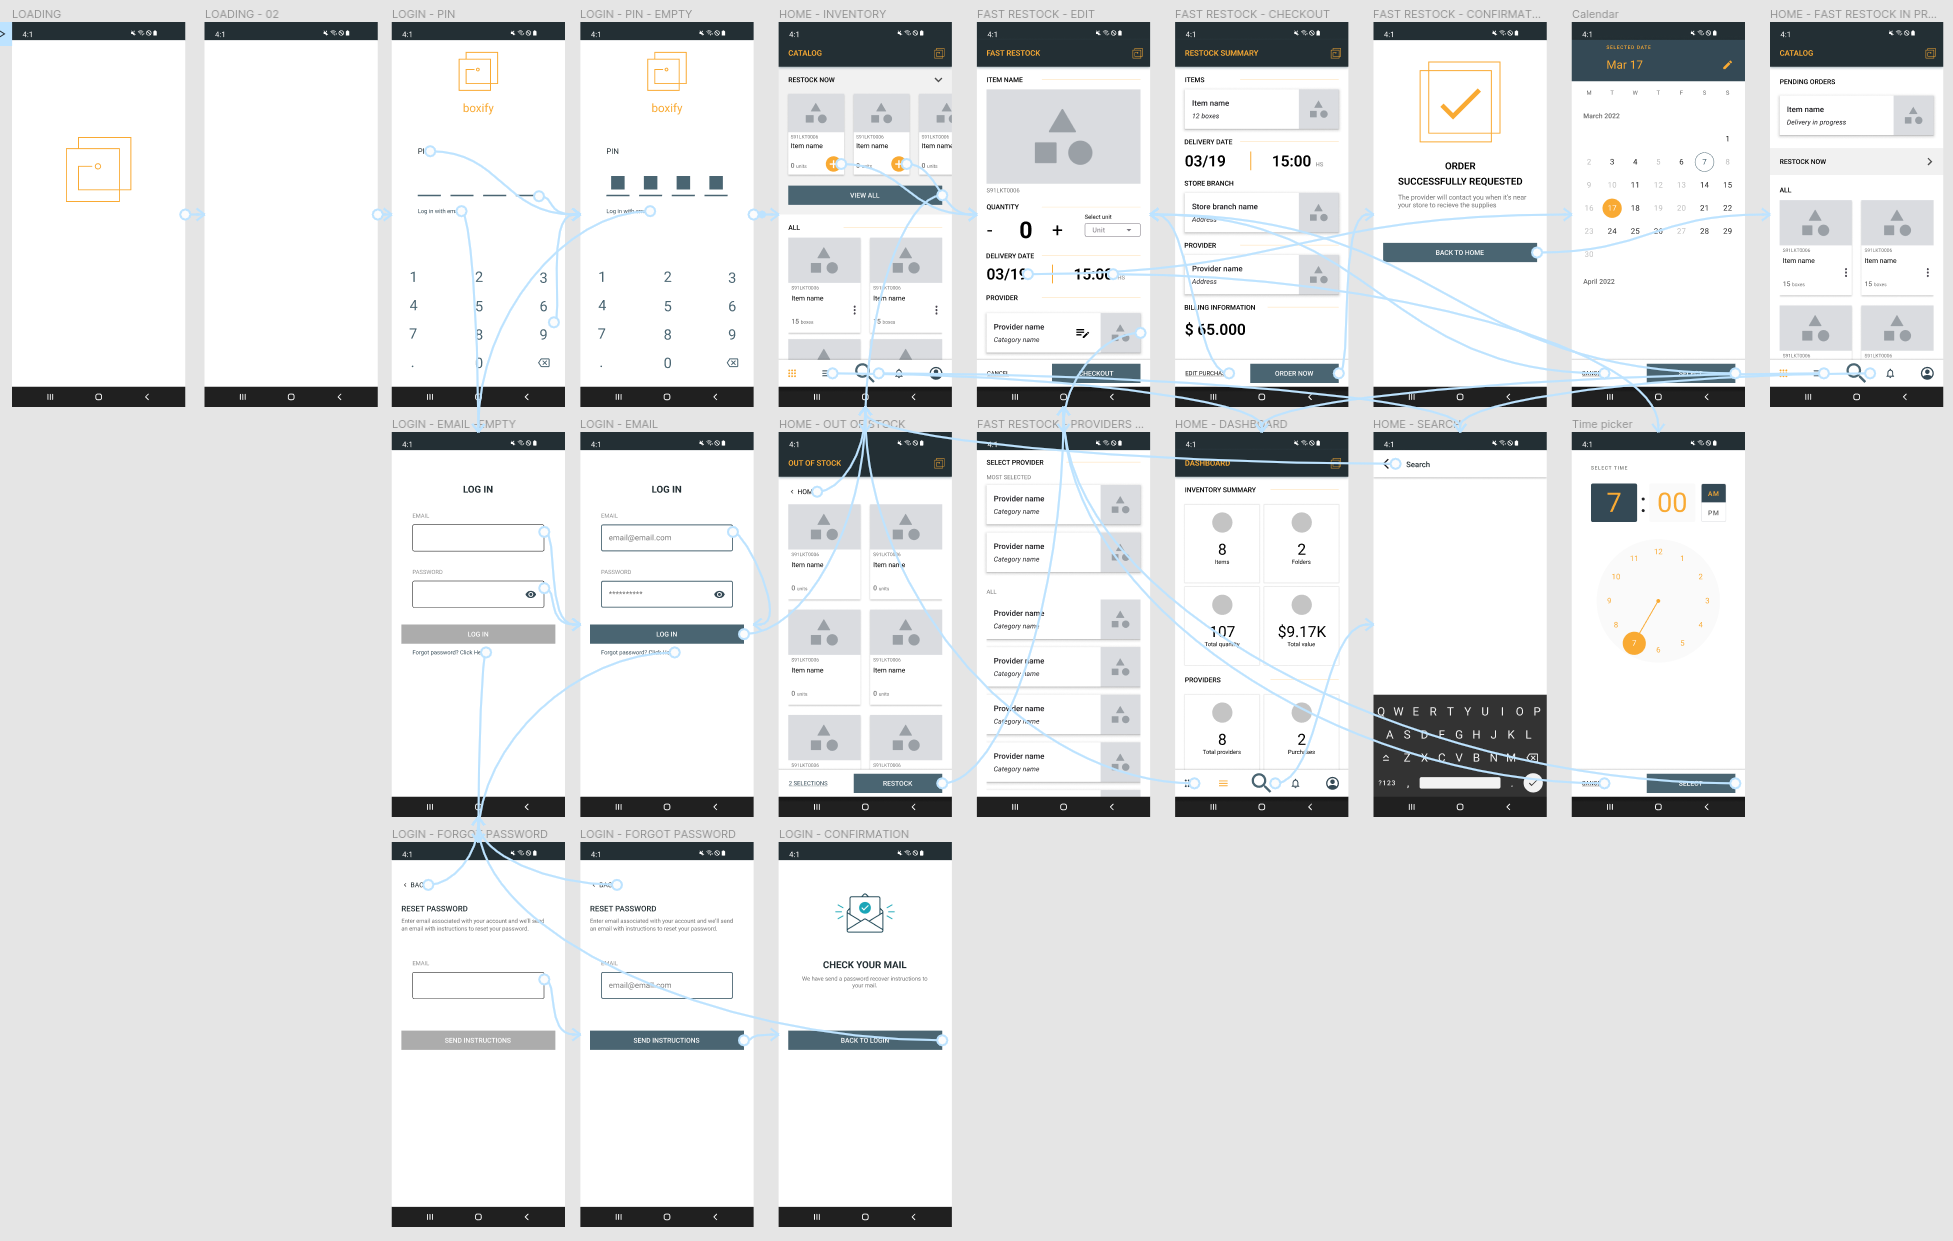 LOADING
4:1
LOADING - 02
4:1
LOGIN - PIN
4:1
boxify
1 2 3
4 5 6
7 8 9
. 0
LOGIN - PIN - EMPTY
4:1
boxify
PIN
1 2 3
4 5 6
7 8 9
. 0
HOME - INVENTORY
4:1
CATALOG
RESTOCK NOW
S91LKT0006
Item name
0 units
S91LKT0006
Item name
0 units
S91LKT0006
Item name
VIEW ALL
ALL
S91LKT0006
Item name
15 boxes
S91LKT0006
Item name
15 boxes
FAST RESTOCK - EDIT
4:1
FAST RESTOCK
ITEM NAME
S91LKT0006
QUANTITY
- 0 +
Select unit
Unit
DELIVERY DATE
03/19 15:00 HS
PROVIDER
Provider name
Category name
CANCEL
CHECKOUT
FAST RESTOCK - CHECKOUT
4:1
RESTOCK SUMMARY
ITEMS
Item name
12 boxes
DELIVERY DATE
03/19 15:00 HS
STORE BRANCH
Store branch name
Address
PROVIDER
Provider name
Address
BILLING INFORMATION
$ 65.000
EDIT PURCHASE
ORDER NOW
FAST RESTOCK - CONFIRMAT...
4:1
ORDER
SUCCESSFULLY REQUESTED
The provider will contact you when it's near
your store to recieve the supplies
BACK TO HOME
Calendar
4:1
SELECTED DATE
Mar 17
M T W T F S S
March 2022
1
2 3 4 5 6 7 8
9 10 11 12 13 14 15
16 17 18 19 20 21 22
23 24 25 26 27 28 29
30
April 2022
HOME - FAST RESTOCK IN PR...
4:1
CATALOG
PENDING ORDERS
Item name
Delivery in progress
RESTOCK NOW
ALL
S91LKT0006
Item name
15 boxes
S91LKT0006
Item name
15 boxes
S91LKT0006
S91LKT0006
LOGIN - EMAIL - EMPTY
4:1
LOG IN
EMAIL
PASSWORD
LOG IN
Forgot password? Click He
LOGIN - EMAIL
4:1
LOG IN
EMAIL
email@email.com
PASSWORD
**********
LOG IN
Forgot password? Click He
HOME - OUT OF STOCK
4:1
OUT OF STOCK
< HOME
S91LKT0006
Item name
0 units
S91LKT0006
Item name
0 units
S91LKT0006
Item name
0 units
S91LKT0006
Item name
0 units
S91LKT0006
S91LKT0006
2 SELECTIONS
RESTOCK
FAST RESTOCK - PROVIDERS ...
4:1
SELECT PROVIDER
MOST SELECTED
Provider name
Category name
Provider name
Category name
ALL
Provider name
Category name
Provider name
Category name
Provider name
Category name
Provider name
Category name
HOME - DASHBOARD
4:1
DASHBOARD
INVENTORY SUMMARY
8
Items
2
Folders
107
Total quantity
$9.17K
Total value
PROVIDERS
8
Total providers
2
Purchases
HOME - SEARCH
4:1
Search
Q W E R T Y U I O P
A S D F G H J K L
Z X C V B N M
?123 , .
Time picker
4:1
SELECT TIME
7 : 00
AM
PM
12 1 2 3 4 5 6 7 8 9 10 11
SELECT
LOGIN - FORGOT PASSWORD
4:1
< BACK
RESET PASSWORD
Enter email associated with your account and we'll send
an email with instructions to reset your password.
EMAIL
SEND INSTRUCTIONS
LOGIN - FORGOT PASSWORD
4:1
< BACK
RESET PASSWORD
Enter email associated with your account and we'll send
an email with instructions to reset your password.
EMAIL
email@email.com
SEND INSTRUCTIONS
LOGIN - CONFIRMATION
4:1
CHECK YOUR MAIL
We have send a password recover instructions to
your mail.
BACK TO LOGIN